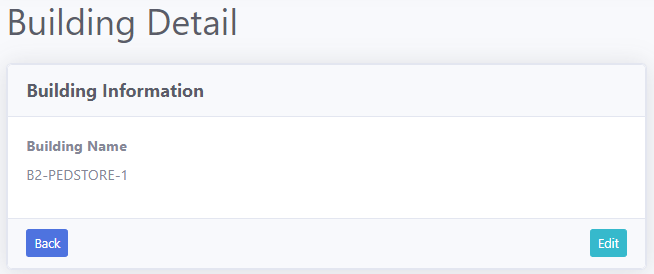 Building Detail
Building Information
Building Name
B2-PEDSTORE-1
Back Edit